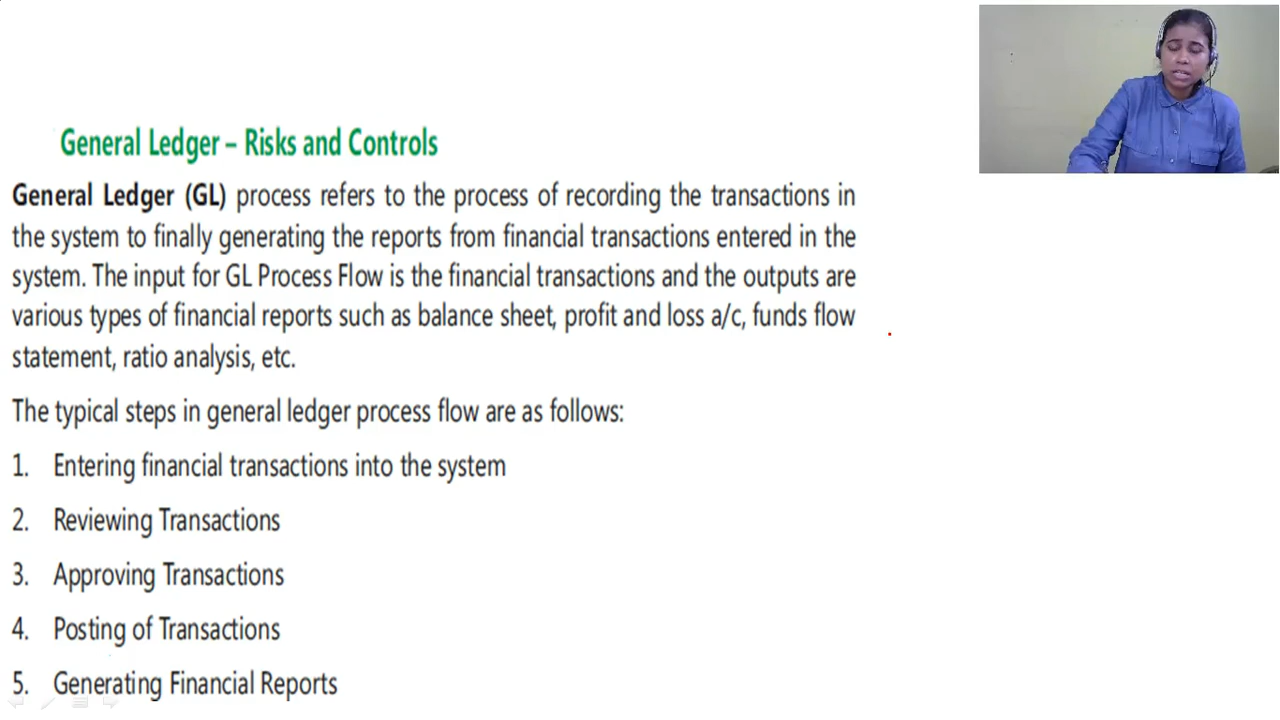 General Ledger – Risks and Controls
General Ledger (GL) process refers to the process of recording the transactions in
the system to finally generating the reports from financial transactions entered in the
system. The input for GL Process Flow is the financial transactions and the outputs are
various types of financial reports such as balance sheet, profit and loss a/c, funds flow
statement, ratio analysis, etc.
The typical steps in general ledger process flow are as follows:
1. Entering financial transactions into the system
2. Reviewing Transactions
3. Approving Transactions
4. Posting of Transactions
5. Generating Financial Reports